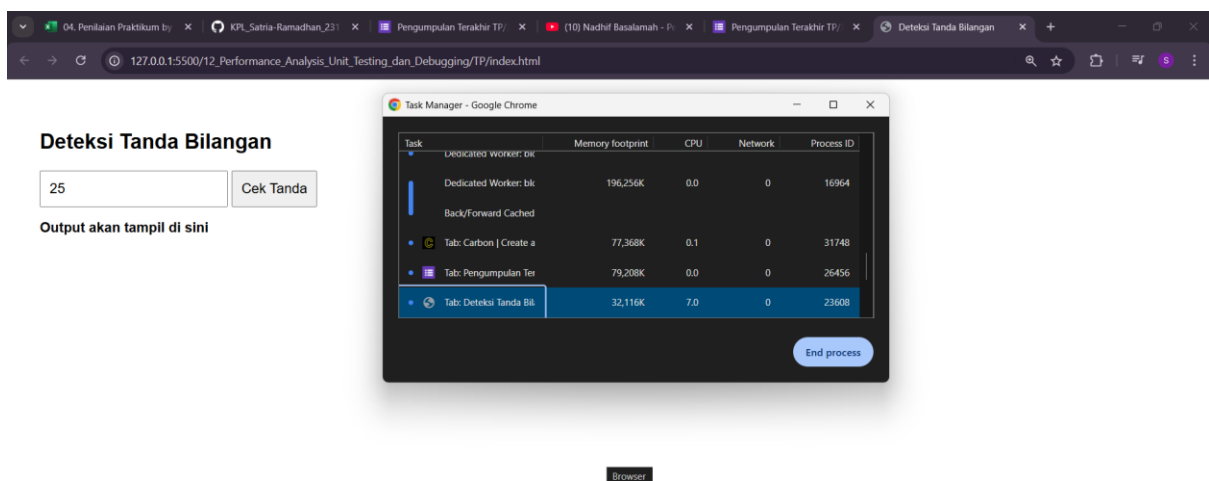 04. Penilaian Praktikum by
KPL_Satria-Ramadhan_231
Pengumpulan Terakhir TP/
(10) Nadhif Basalamah - P
Pengumpulan Terakhir TP/
Deteksi Tanda Bilangan
127.0.0.1:5500/12_Performance_Analysis_Unit_Testing_dan_Debugging/TP/index.html
S
Deteksi Tanda Bilangan
25
Cek Tanda
Output akan tampil di sini
Task Manager - Google Chrome
Task Memory footprint CPU Network Process ID
Dedicated Worker: blc
Dedicated Worker: blc 196,256K 0.0 0 16964
Back/Forward Cached
Tab: Carbon | Create a 77,368K 0.1 0 31748
Tab: Pengumpulan Ter 79,208K 0.0 0 26456
Tab: Deteksi Tanda Bil 32,116K 7.0 0 23608
End process
Browser